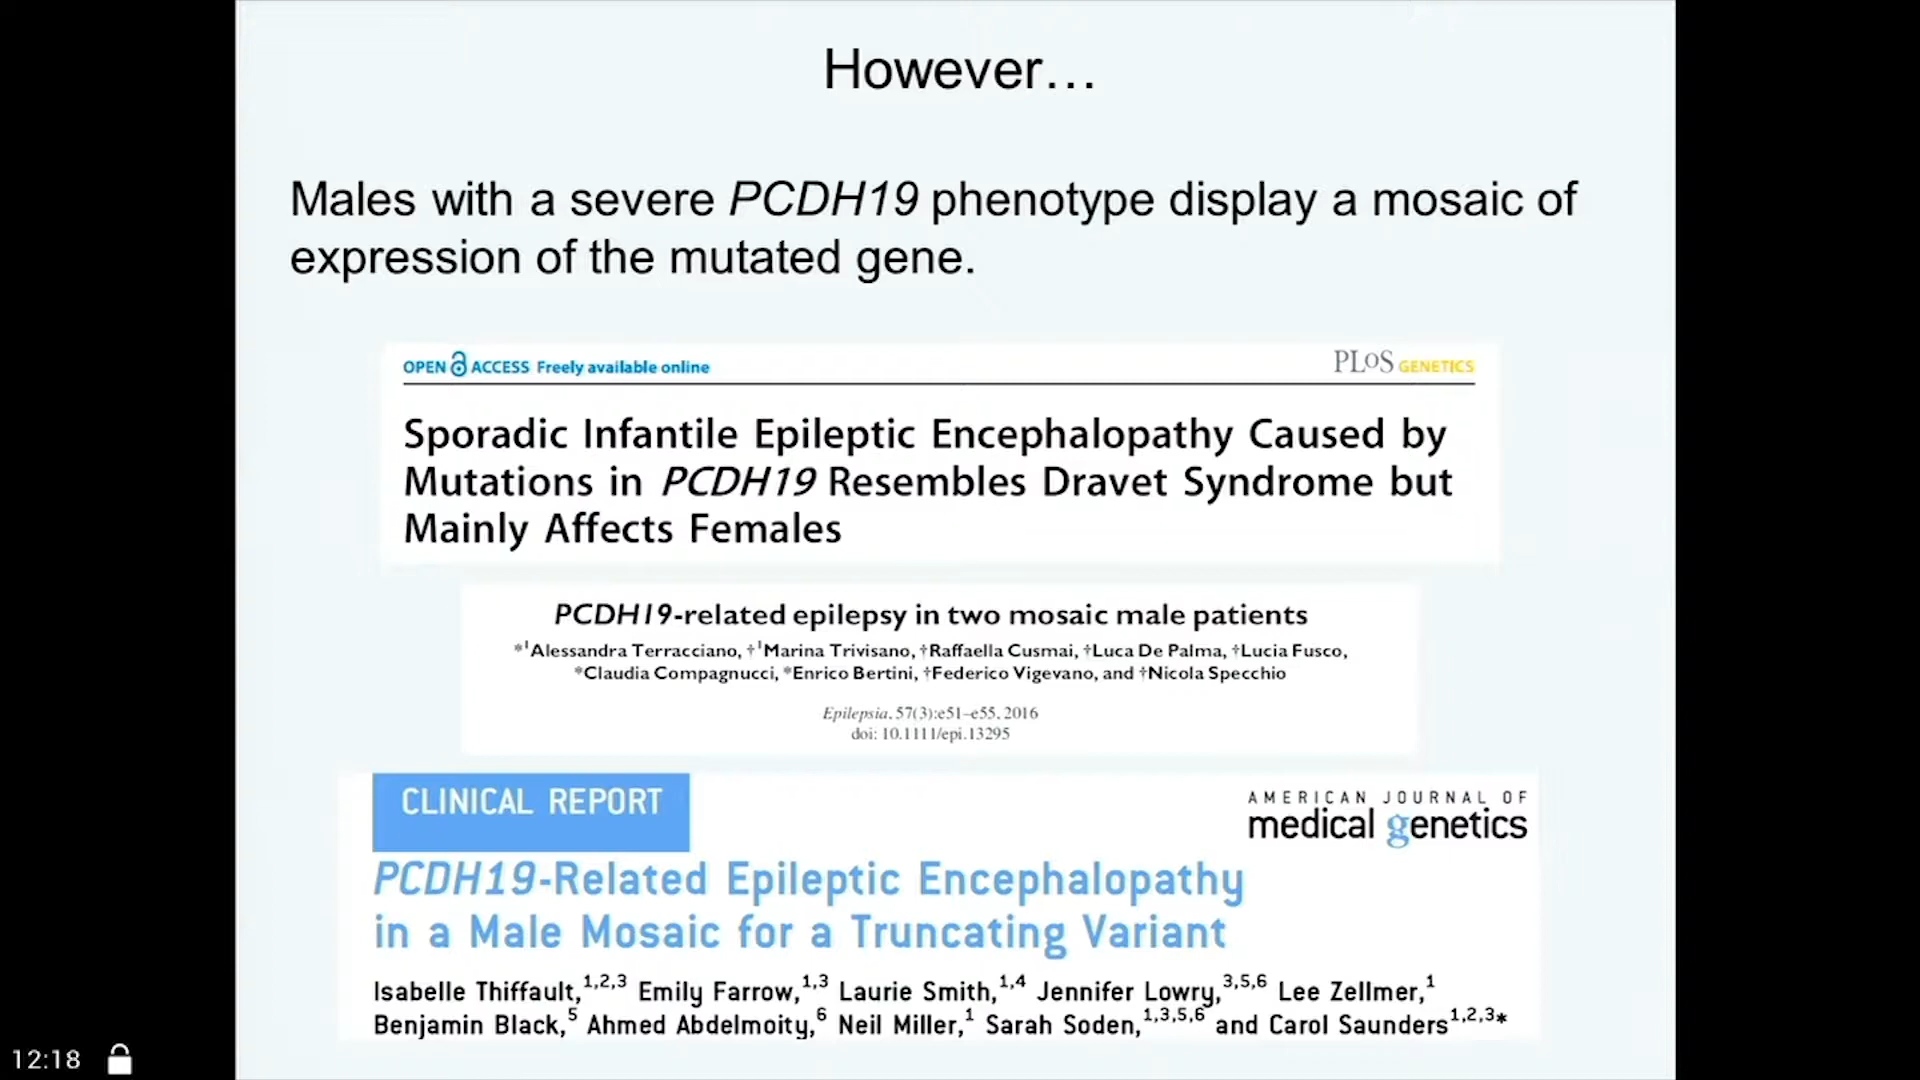 However…
Males with a severe PCDH19 phenotype display a mosaic of
expression of the mutated gene.
OPEN ACCESS Freely available online
PLoS GENETICS
Sporadic Infantile Epileptic Encephalopathy Caused by
Mutations in PCDH19 Resembles Dravet Syndrome but
Mainly Affects Females
PCDH19-related epilepsy in two mosaic male patients
*¹Alessandra Terracciano, †¹Marina Trivisano, †Raffaella Cusmai, †Luca De Palma, †Lucia Fusco,
*Claudia Compagnucci, *Enrico Bertini, †Federico Vigevano, and †Nicola Specchio
Epilepsia, 57(3):e51–e55, 2016
doi: 10.1111/epi.13295
CLINICAL REPORT
AMERICAN JOURNAL OF
medical genetics
PCDH19-Related Epileptic Encephalopathy
in a Male Mosaic for a Truncating Variant
Isabelle Thiffault,1,2,3 Emily Farrow,1,3 Laurie Smith,1,4 Jennifer Lowry,3,5,6 Lee Zellmer,1
Benjamin Black,5 Ahmed Abdelmoity,6 Neil Miller,1 Sarah Soden,1,3,5,6 and Carol Saunders1,2,3*
12:18